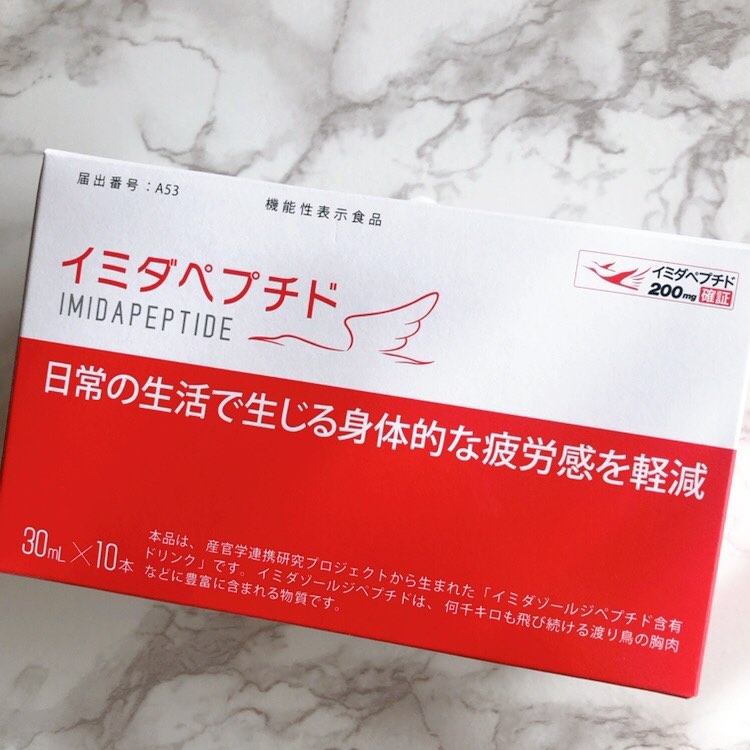 届出番号：A53
機能性表示食品
イミダペプチド
IMIDAPEPTIDE
イミダペプチド
200mg 確証
日常の生活で生じる身体的な疲労感を軽減
30mL×10本
本品は、産官学連携研究プロジェクトから生まれた「イミダゾールジペプチド含有
ドリンク」です。イミダゾールジペプチドは、何千キロも飛び続ける渡り鳥の胸肉
などに豊富に含まれる物質です。